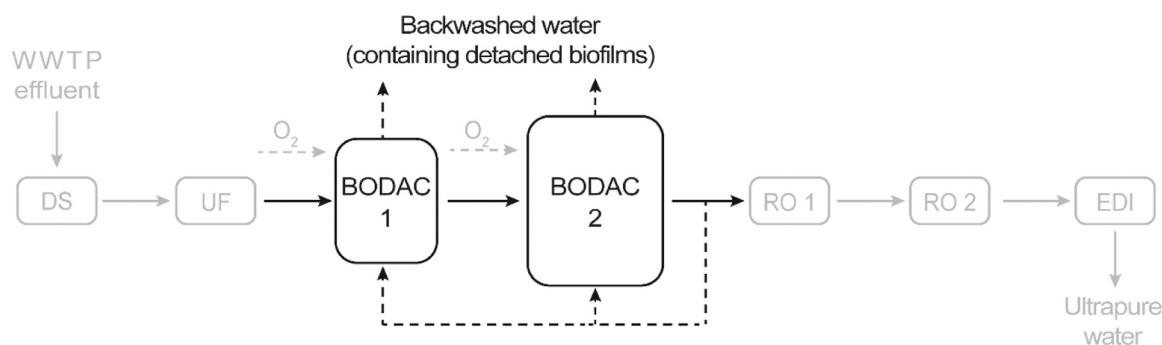 Backwashed water
(containing detached biofilms)
WWTP
effluent
O2
O2
DS
UF
BODAC
1
BODAC
2
RO 1
RO 2
EDI
Ultrapure
water